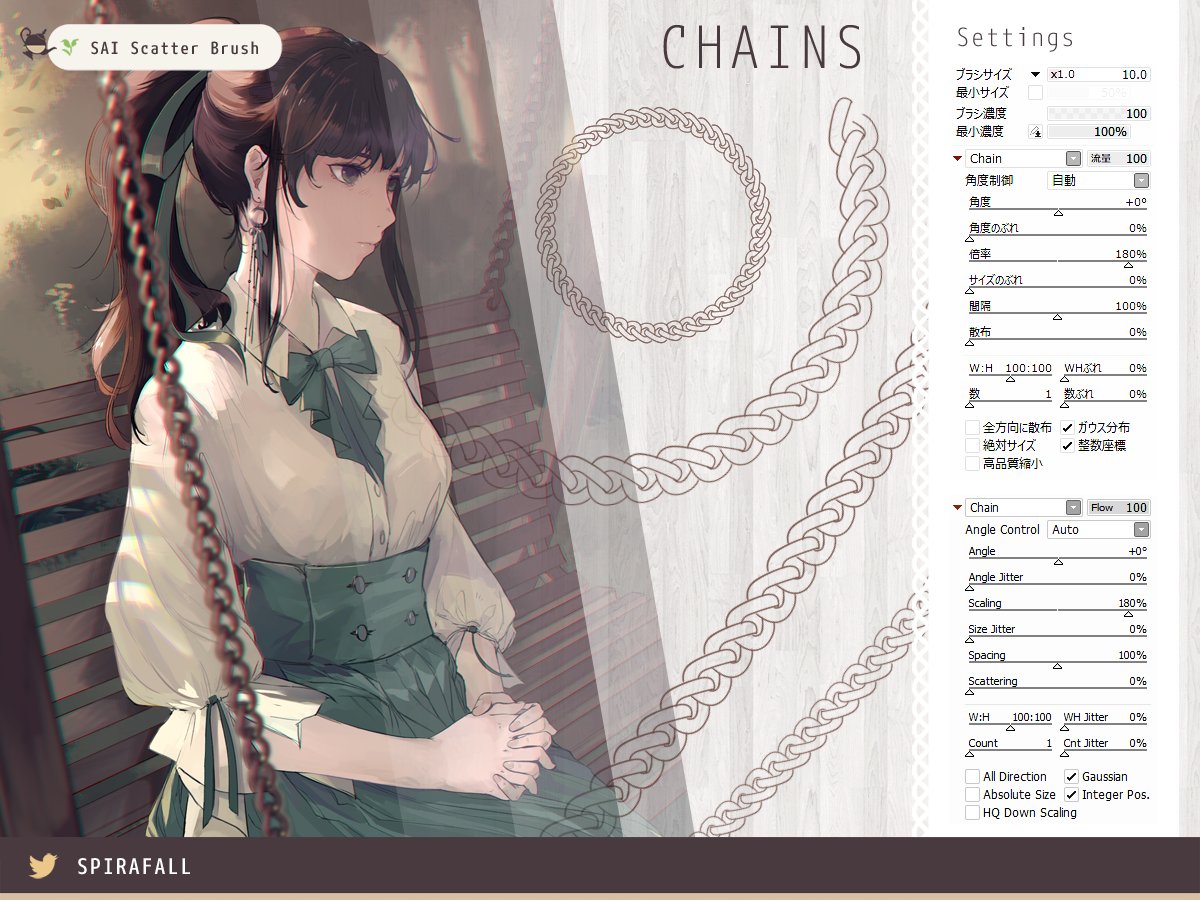 SAI Scatter Brush
CHAINS
Settings
ブラシサイズ x1.0 10.0
最小サイズ 50%
ブラシ濃度 100
最小濃度 100%
Chain 流量 100
角度制御 自動
角度 +0°
角度のぶれ 0%
倍率 180%
サイズのぶれ 0%
間隔 100%
散布 0%
W:H 100:100 WHぶれ 0%
数 1 数ぶれ 0%
全方向に散布 ガウス分布
絶対サイズ 整数座標
高品質縮小
Chain Flow 100
Angle Control Auto
Angle +0°
Angle Jitter 0%
Scaling 180%
Size Jitter 0%
Spacing 100%
Scattering 0%
W:H 100:100 WH Jitter 0%
Count 1 Cnt Jitter 0%
All Direction Gaussian
Absolute Size Integer Pos.
HQ Down Scaling
SPIRAFALL